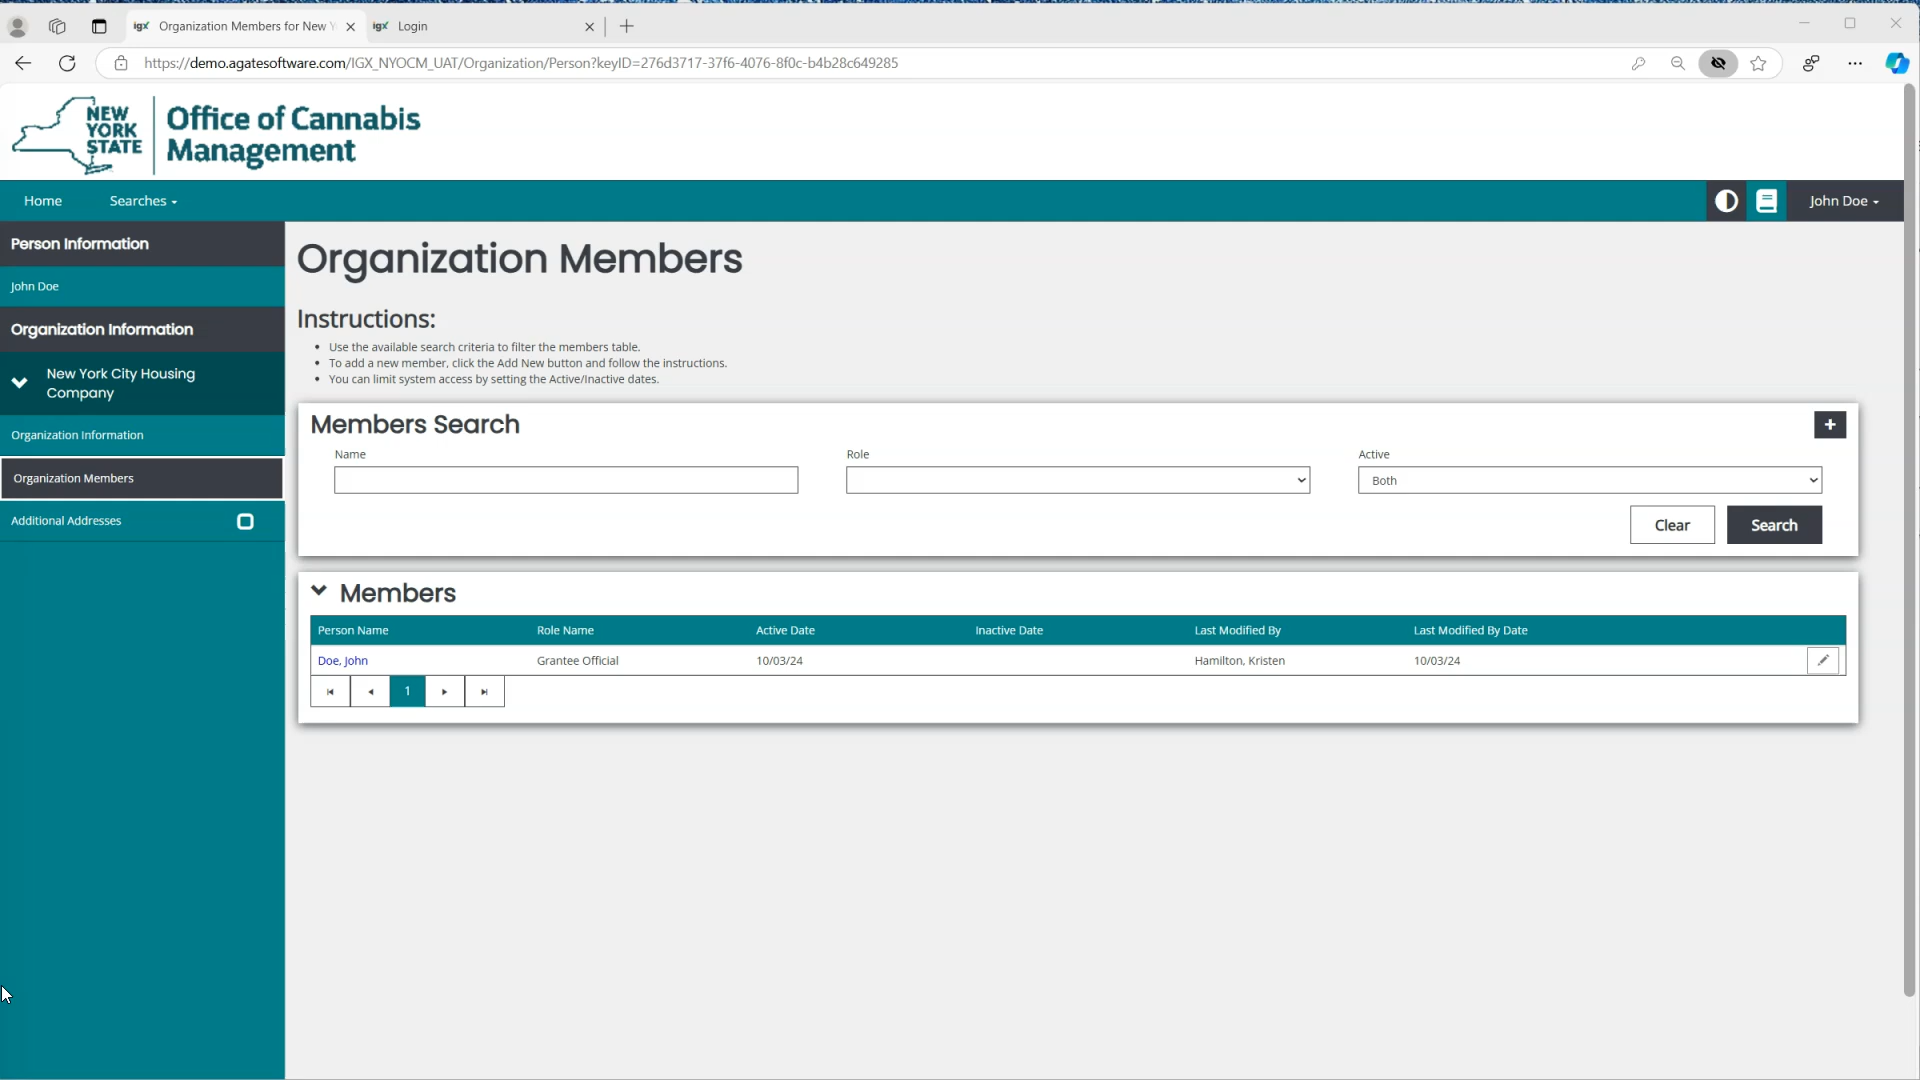 igx Organization Members for New Y
igx Login
https://demo.agatesoftware.com/IGX_NYOCM_UAT/Organization/Person?keyID=276d3717-37f6-4076-8f0c-b4b28c649285
NEW
YORK
STATE
Office of Cannabis
Management
Home
Searches
John Doe
Person Information
John Doe
Organization Information
New York City Housing
Company
Organization Information
Organization Members
Additional Addresses
Organization Members
Instructions:
• Use the available search criteria to filter the members table.
• To add a new member, click the Add New button and follow the instructions.
• You can limit system access by setting the Active/Inactive dates.
Members Search
+
Name
Role
Active
Both
Clear
Search
Members
Person Name Role Name Active Date Inactive Date Last Modified By Last Modified By Date
Doe, John Grantee Official 10/03/24 Hamilton, Kristen 10/03/24
1